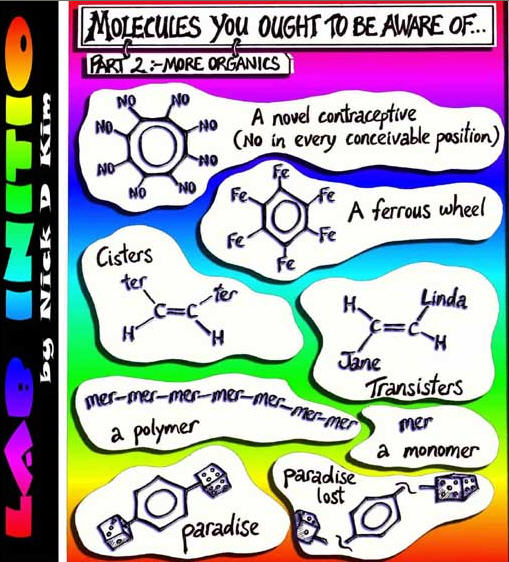 MOLECULES YOU OUGHT TO BE AWARE OF...
PART 2:-MORE ORGANICS
LAB INITIO
by Nick D Kim
NO NO
NO NO
NO NO
NO NO
A novel contraceptive
(No in every conceivable position)
Fe
Fe Fe
Fe Fe
Fe
A ferrous wheel
Cisters
ter ter
C=C
H H
H Linda
C=C
Jane H
Transisters
mer-mer-mer-mer-mer-mer-mer
a polymer
mer
a monomer
paradise
paradise
lost